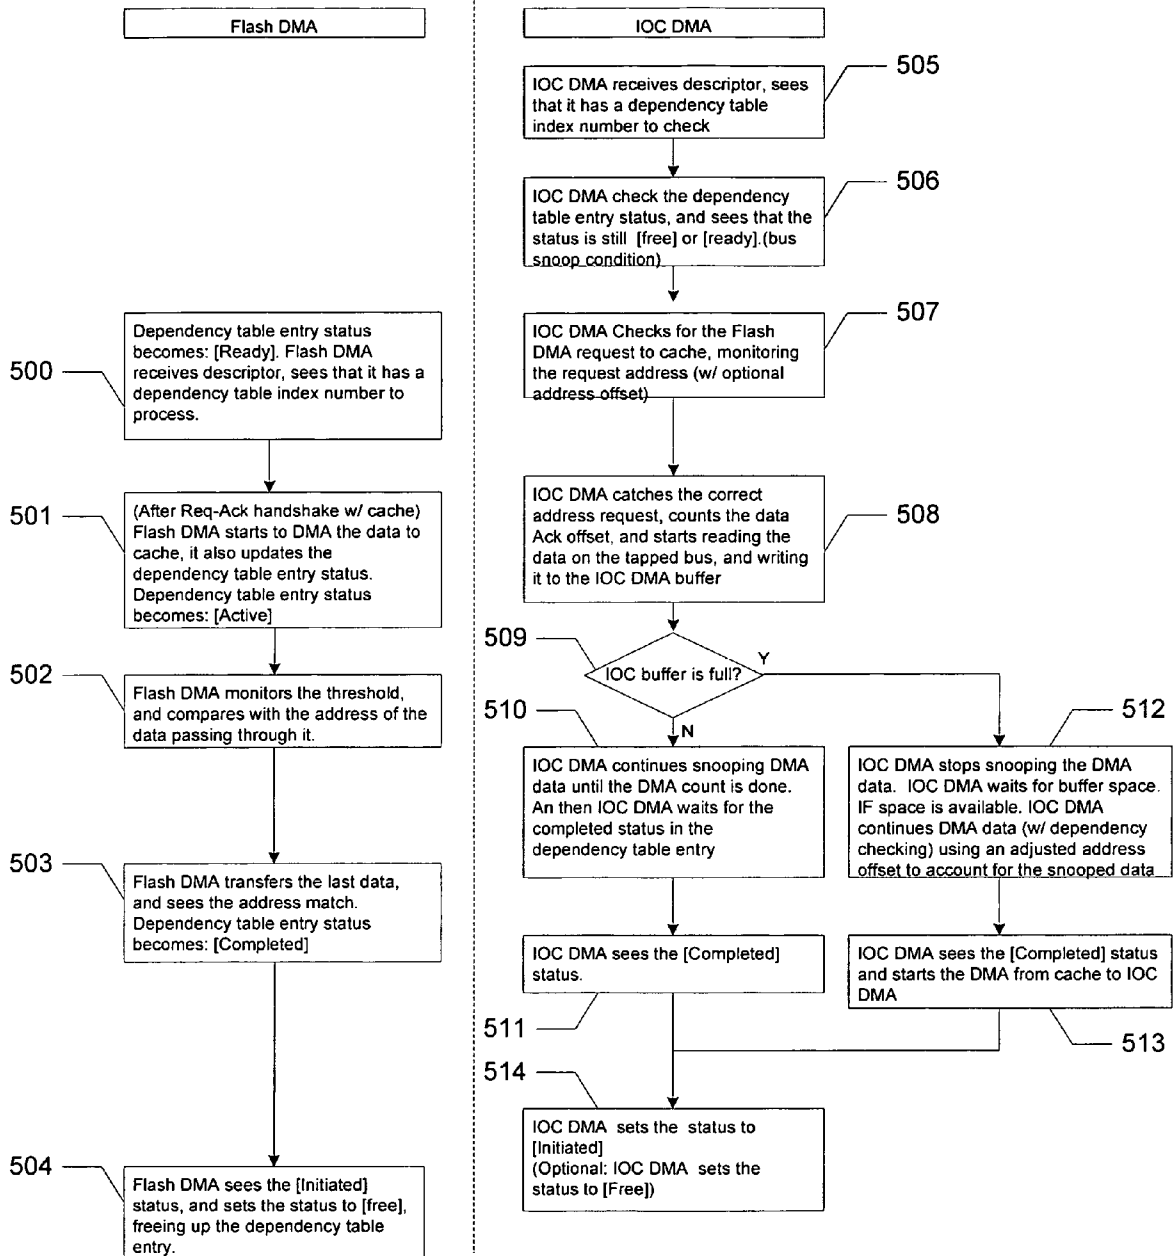 Flash DMA
500
Dependency table entry status
becomes: [Ready]. Flash DMA
receives descriptor, sees that it has a
dependency table index number to
process.
501
(After Req-Ack handshake w/ cache)
Flash DMA starts to DMA the data to
cache, it also updates the
dependency table entry status.
Dependency table entry status
becomes: [Active]
502
Flash DMA monitors the threshold,
and compares with the address of the
data passing through it.
503
Flash DMA transfers the last data,
and sees the address match.
Dependency table entry status
becomes: [Completed]
504
Flash DMA sees the [Initiated]
status, and sets the status to [free],
freeing up the dependency table
entry.
IOC DMA
505
IOC DMA receives descriptor, sees
that it has a dependency table
index number to check
506
IOC DMA check the dependency
table entry status, and sees that the
status is still [free] or [ready].(bus
snoop condition)
507
IOC DMA Checks for the Flash
DMA request to cache, monitoring
the request address (w/ optional
address offset)
508
IOC DMA catches the correct
address request, counts the data
Ack offset, and starts reading the
data on the tapped bus, and writing
it to the IOC DMA buffer
509
IOC buffer is full?
Y
N
510
IOC DMA continues snooping DMA
data until the DMA count is done.
An then IOC DMA waits for the
completed status in the
dependency table entry
512
IOC DMA stops snooping the DMA
data. IOC DMA waits for buffer space.
IF space is available. IOC DMA
continues DMA data (w/ dependency
checking) using an adjusted address
offset to account for the snooped data
IOC DMA sees the [Completed]
status.
511
IOC DMA sees the [Completed] status
and starts the DMA from cache to IOC
DMA
513
514
IOC DMA sets the status to
[Initiated]
(Optional: IOC DMA sets the
status to [Free])